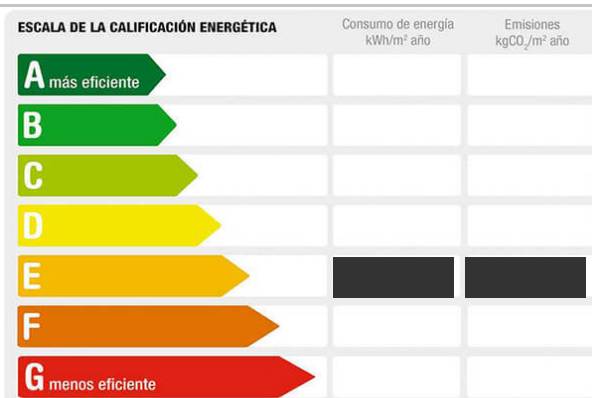 ESCALA DE LA CALIFICACIÓN ENERGÉTICA
Consumo de energía
kWh/m² año
Emisiones
kgCO₂/m² año
A más eficiente
B
C
D
E
F
G menos eficiente